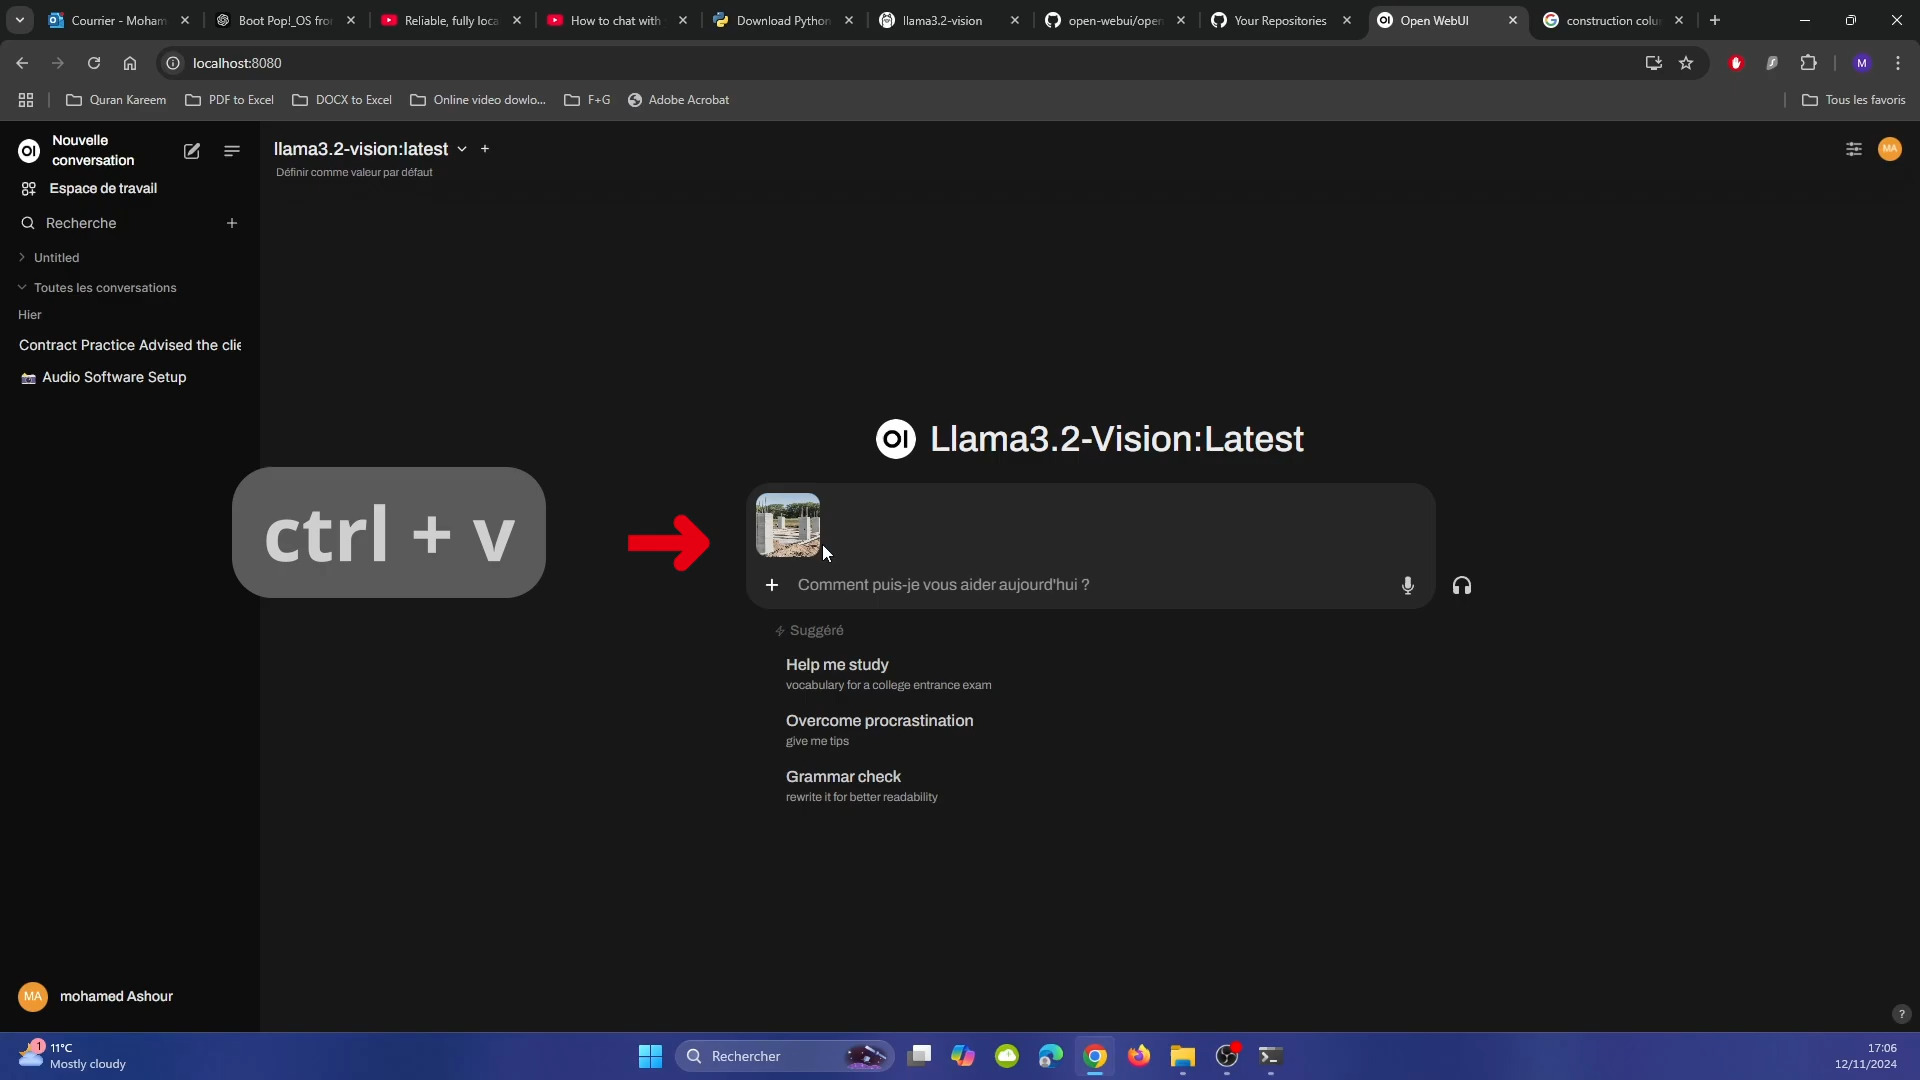 Courrier - Moham
Boot Pop!_OS fro
Reliable, fully loca
How to chat with
Download Python
llama3.2-vision
open-webui/open
Your Repositories
Open WebUI
construction colu
localhost:8080
M
Quran Kareem
PDF to Excel
DOCX to Excel
Online video dowlo...
F+G
Adobe Acrobat
Tous les favoris
OI
Nouvelle
conversation
llama3.2-vision:latest
MA
Définir comme valeur par défaut
Espace de travail
Recherche
Untitled
Toutes les conversations
Hier
Contract Practice Advised the clie
Audio Software Setup
OI Llama3.2-Vision:Latest
ctrl + v
Comment puis-je vous aider aujourd'hui ?
Suggéré
Help me study
vocabulary for a college entrance exam
Overcome procrastination
give me tips
Grammar check
rewrite it for better readability
MA mohamed Ashour
?
1
11°C
Mostly cloudy
Rechercher
17:06
12/11/2024